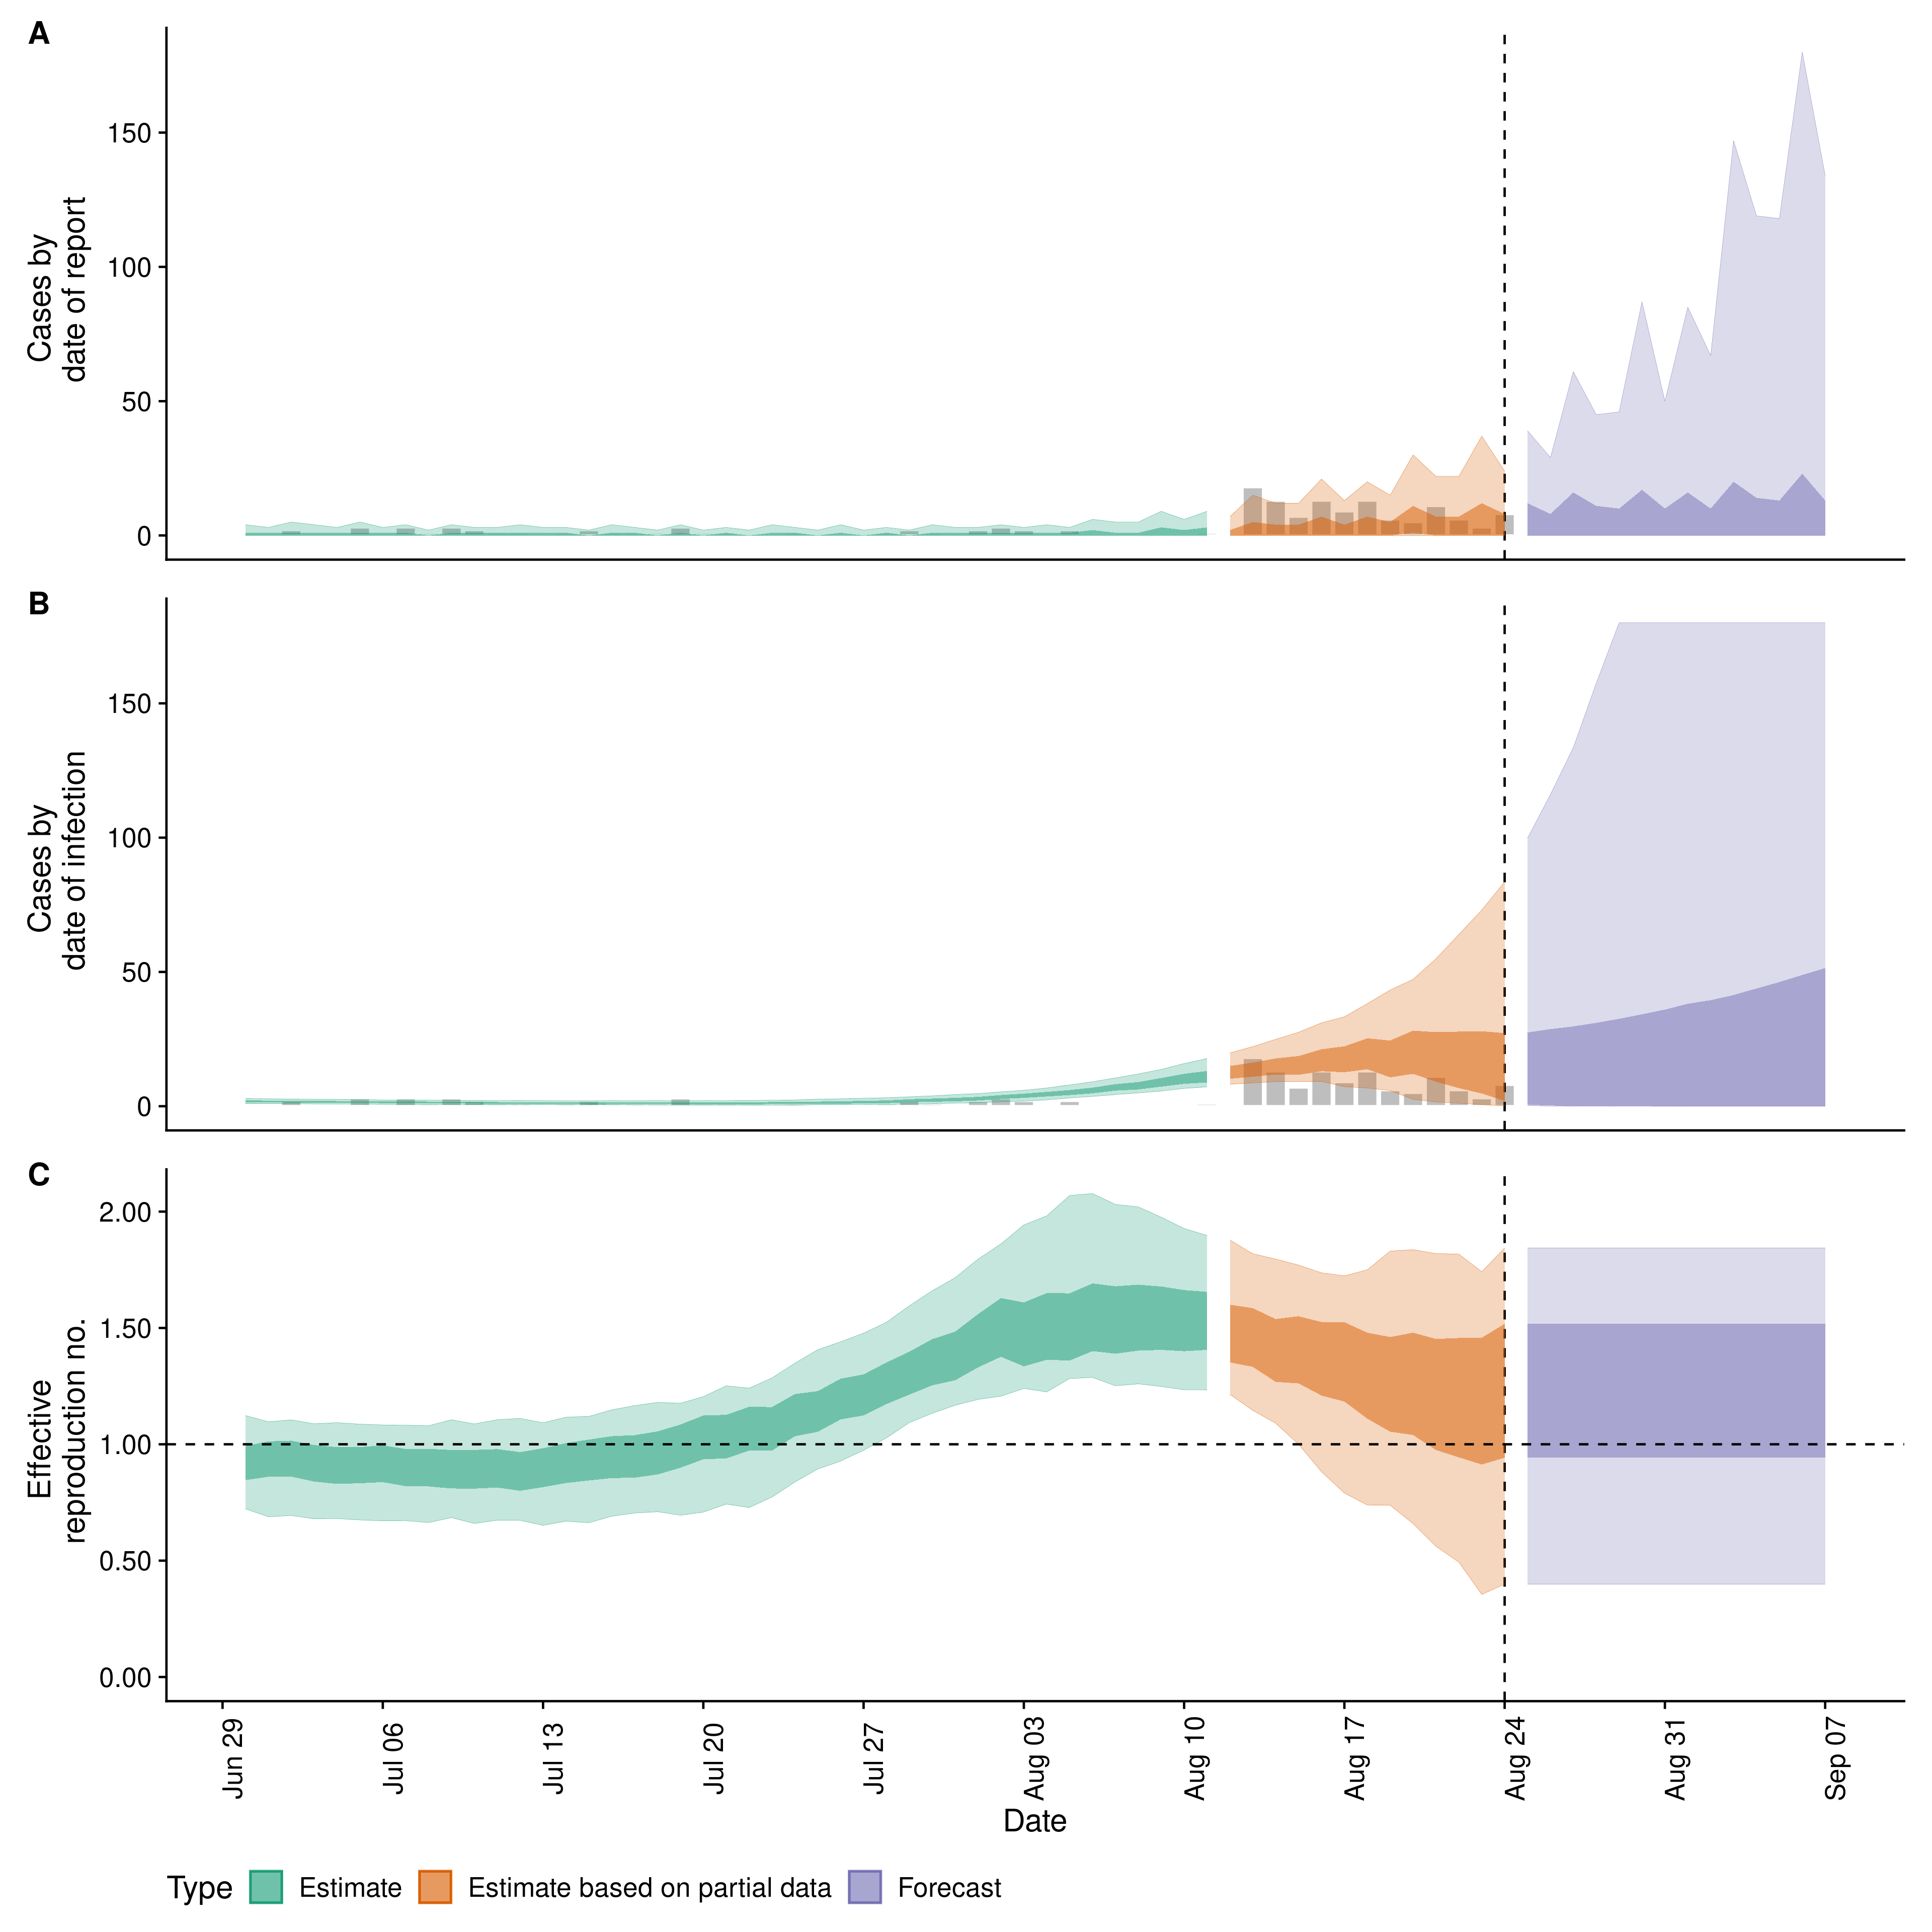 A
Cases by
date of report
150
100
50
0
B
Cases by
date of infection
150
100
50
0
C
Effective
reproduction no.
2.00
1.50
1.00
0.50
0.00
Jun 29
Jul 06
Jul 13
Jul 20
Jul 27
Aug 03
Aug 10
Aug 17
Aug 24
Aug 31
Sep 07
Date
Type Estimate Estimate based on partial data Forecast